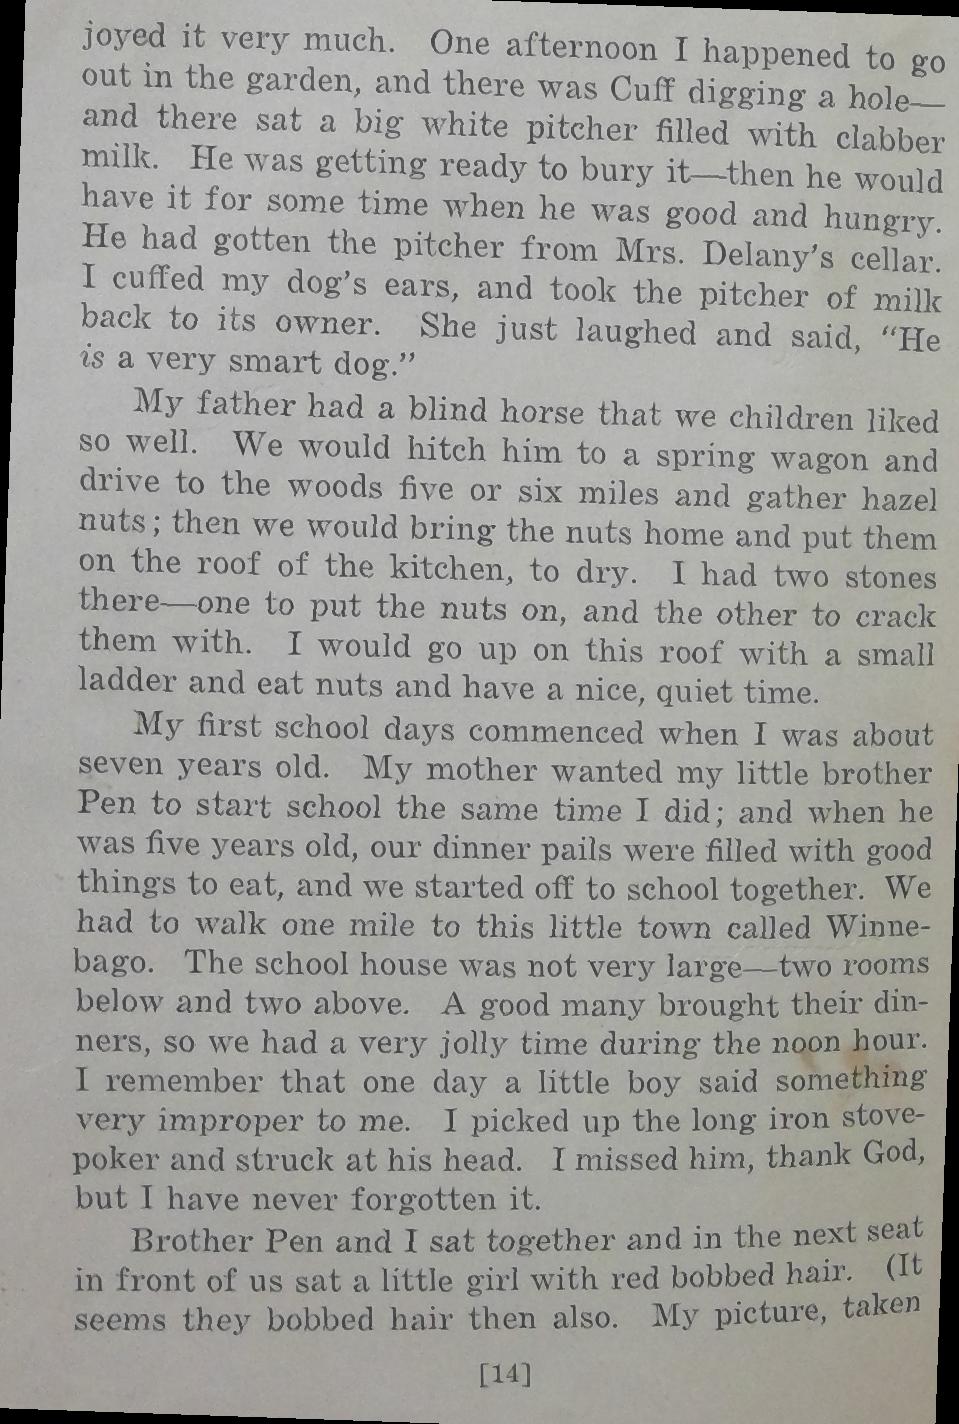 joyed it very much. One afternoon I happened to go
out in the garden, and there was Cuff digging a hole—
and there sat a big white pitcher filled with clabber
milk. He was getting ready to bury it—then he would
have it for some time when he was good and hungry.
He had gotten the pitcher from Mrs. Delany's cellar.
I cuffed my dog's ears, and took the pitcher of milk
back to its owner. She just laughed and said, “He
is a very smart dog.”
My father had a blind horse that we children liked
so well. We would hitch him to a spring wagon and
drive to the woods five or six miles and gather hazel
nuts; then we would bring the nuts home and put them
on the roof of the kitchen, to dry. I had two stones
there—one to put the nuts on, and the other to crack
them with. I would go up on this roof with a small
ladder and eat nuts and have a nice, quiet time.
My first school days commenced when I was about
seven years old. My mother wanted my little brother
Pen to start school the same time I did; and when he
was five years old, our dinner pails were filled with good
things to eat, and we started off to school together. We
had to walk one mile to this little town called Winne-
bago. The school house was not very large—two rooms
below and two above. A good many brought their din-
ners, so we had a very jolly time during the noon hour.
I remember that one day a little boy said something
very improper to me. I picked up the long iron stove-
poker and struck at his head. I missed him, thank God,
but I have never forgotten it.
Brother Pen and I sat together and in the next seat
in front of us sat a little girl with red bobbed hair. (It
seems they bobbed hair then also. My picture, taken
[14]